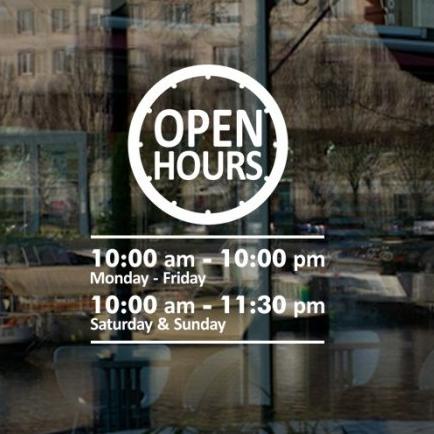 OPEN
HOURS
10:00 am - 10:00 pm
Monday - Friday
10:00 am - 11:30 pm
Saturday & Sunday